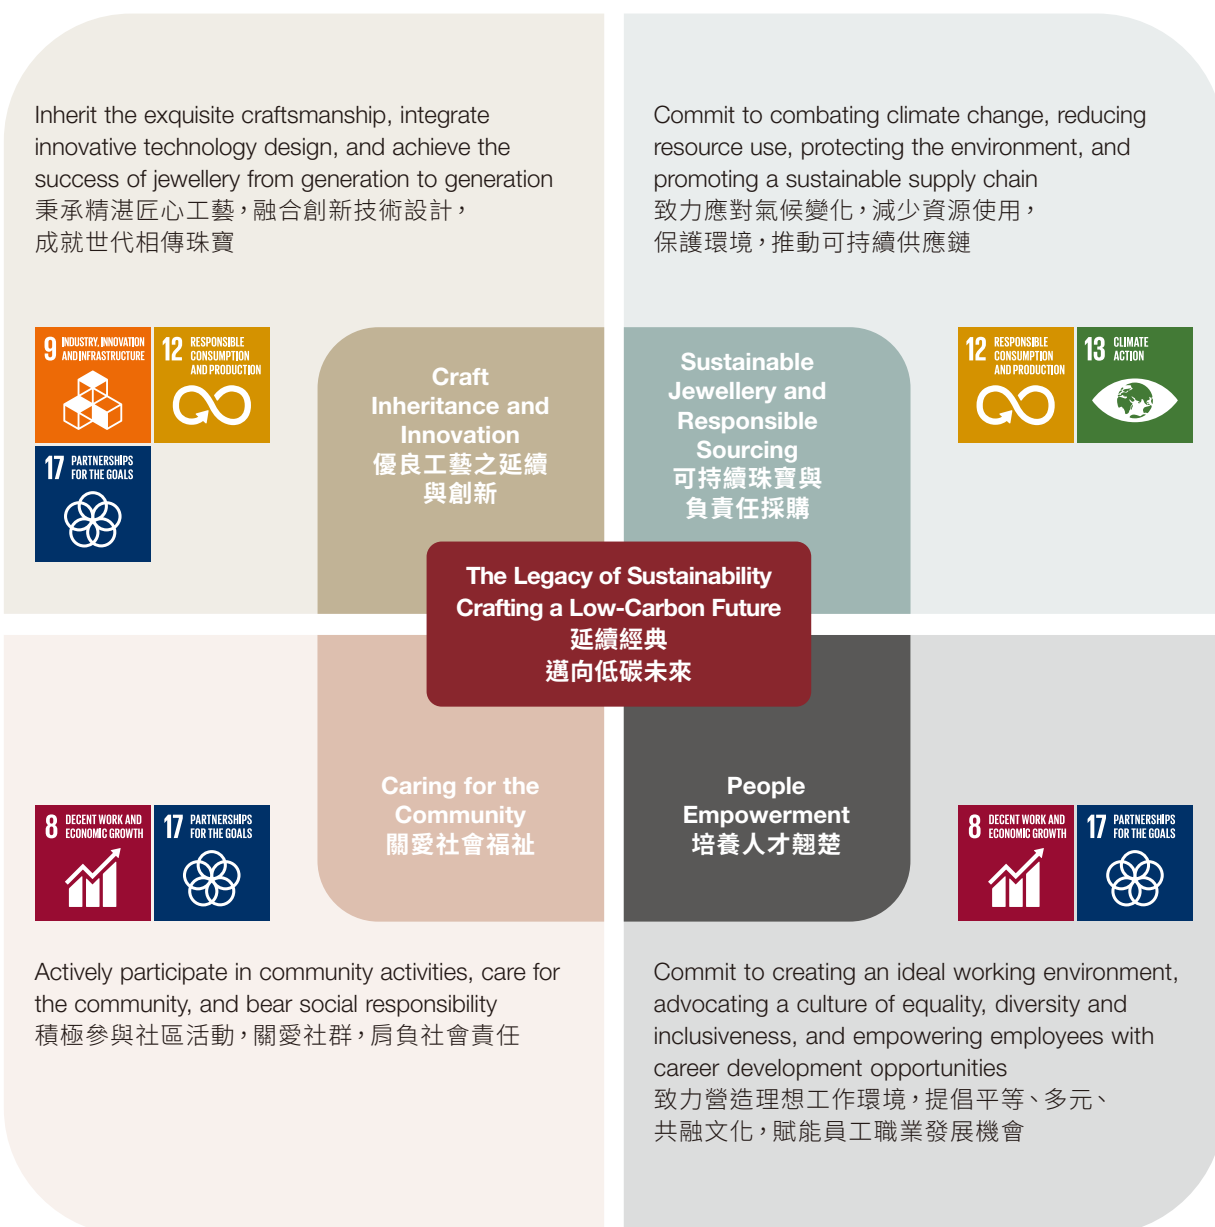 Inherit the exquisite craftsmanship, integrate
innovative technology design, and achieve the
success of jewellery from generation to generation
秉承精湛匠心工藝，融合創新技術設計，
成就世代相傳珠寶
9 INDUSTRY, INNOVATION
AND INFRASTRUCTURE
12 RESPONSIBLE
CONSUMPTION
AND PRODUCTION
17 PARTNERSHIPS
FOR THE GOALS
Craft
Inheritance and
Innovation
優良工藝之延續
與創新
Commit to combating climate change, reducing
resource use, protecting the environment, and
promoting a sustainable supply chain
致力應對氣候變化，減少資源使用，
保護環境，推動可持續供應鏈
Sustainable
Jewellery and
Responsible
Sourcing
可持續珠寶與
負責任採購
12 RESPONSIBLE
CONSUMPTION
AND PRODUCTION
13 CLIMATE
ACTION
The Legacy of Sustainability
Crafting a Low-Carbon Future
延續經典
邁向低碳未來
Caring for the
Community
關愛社會福祉
8 DECENT WORK AND
ECONOMIC GROWTH
17 PARTNERSHIPS
FOR THE GOALS
Actively participate in community activities, care for
the community, and bear social responsibility
積極參與社區活動，關愛社群，肩負社會責任
People
Empowerment
培養人才翹楚
8 DECENT WORK AND
ECONOMIC GROWTH
17 PARTNERSHIPS
FOR THE GOALS
Commit to creating an ideal working environment,
advocating a culture of equality, diversity and
inclusiveness, and empowering employees with
career development opportunities
致力營造理想工作環境，提倡平等、多元、
共融文化，賦能員工職業發展機會